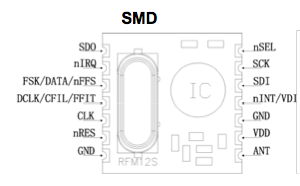 SMD
SDO
nIRQ
FSK/DATA/nFFS
DCLK/CFIL/FFIT
CLK
nRES
GND
IC
RFM12S
nSEL
SCK
SDI
nINT/VDI
GND
VDD
ANT